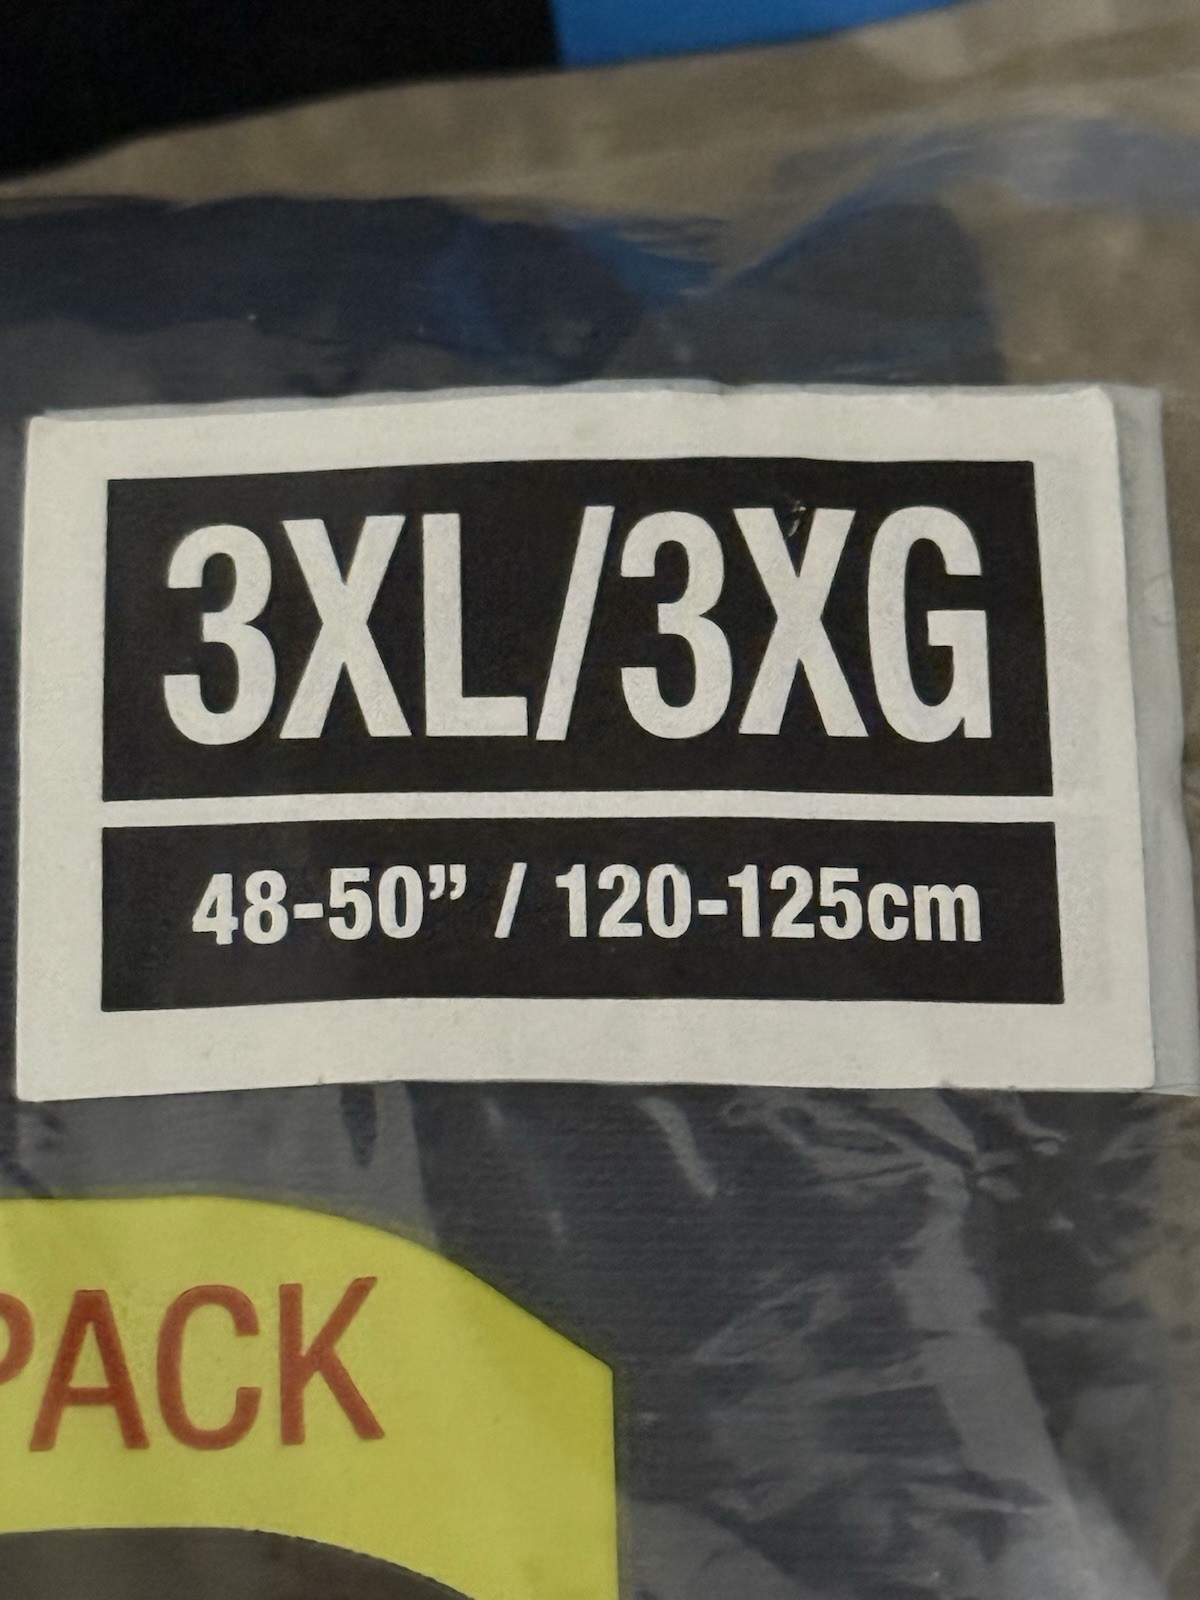 3XL/3XG
48-50” / 120-125cm
PACK